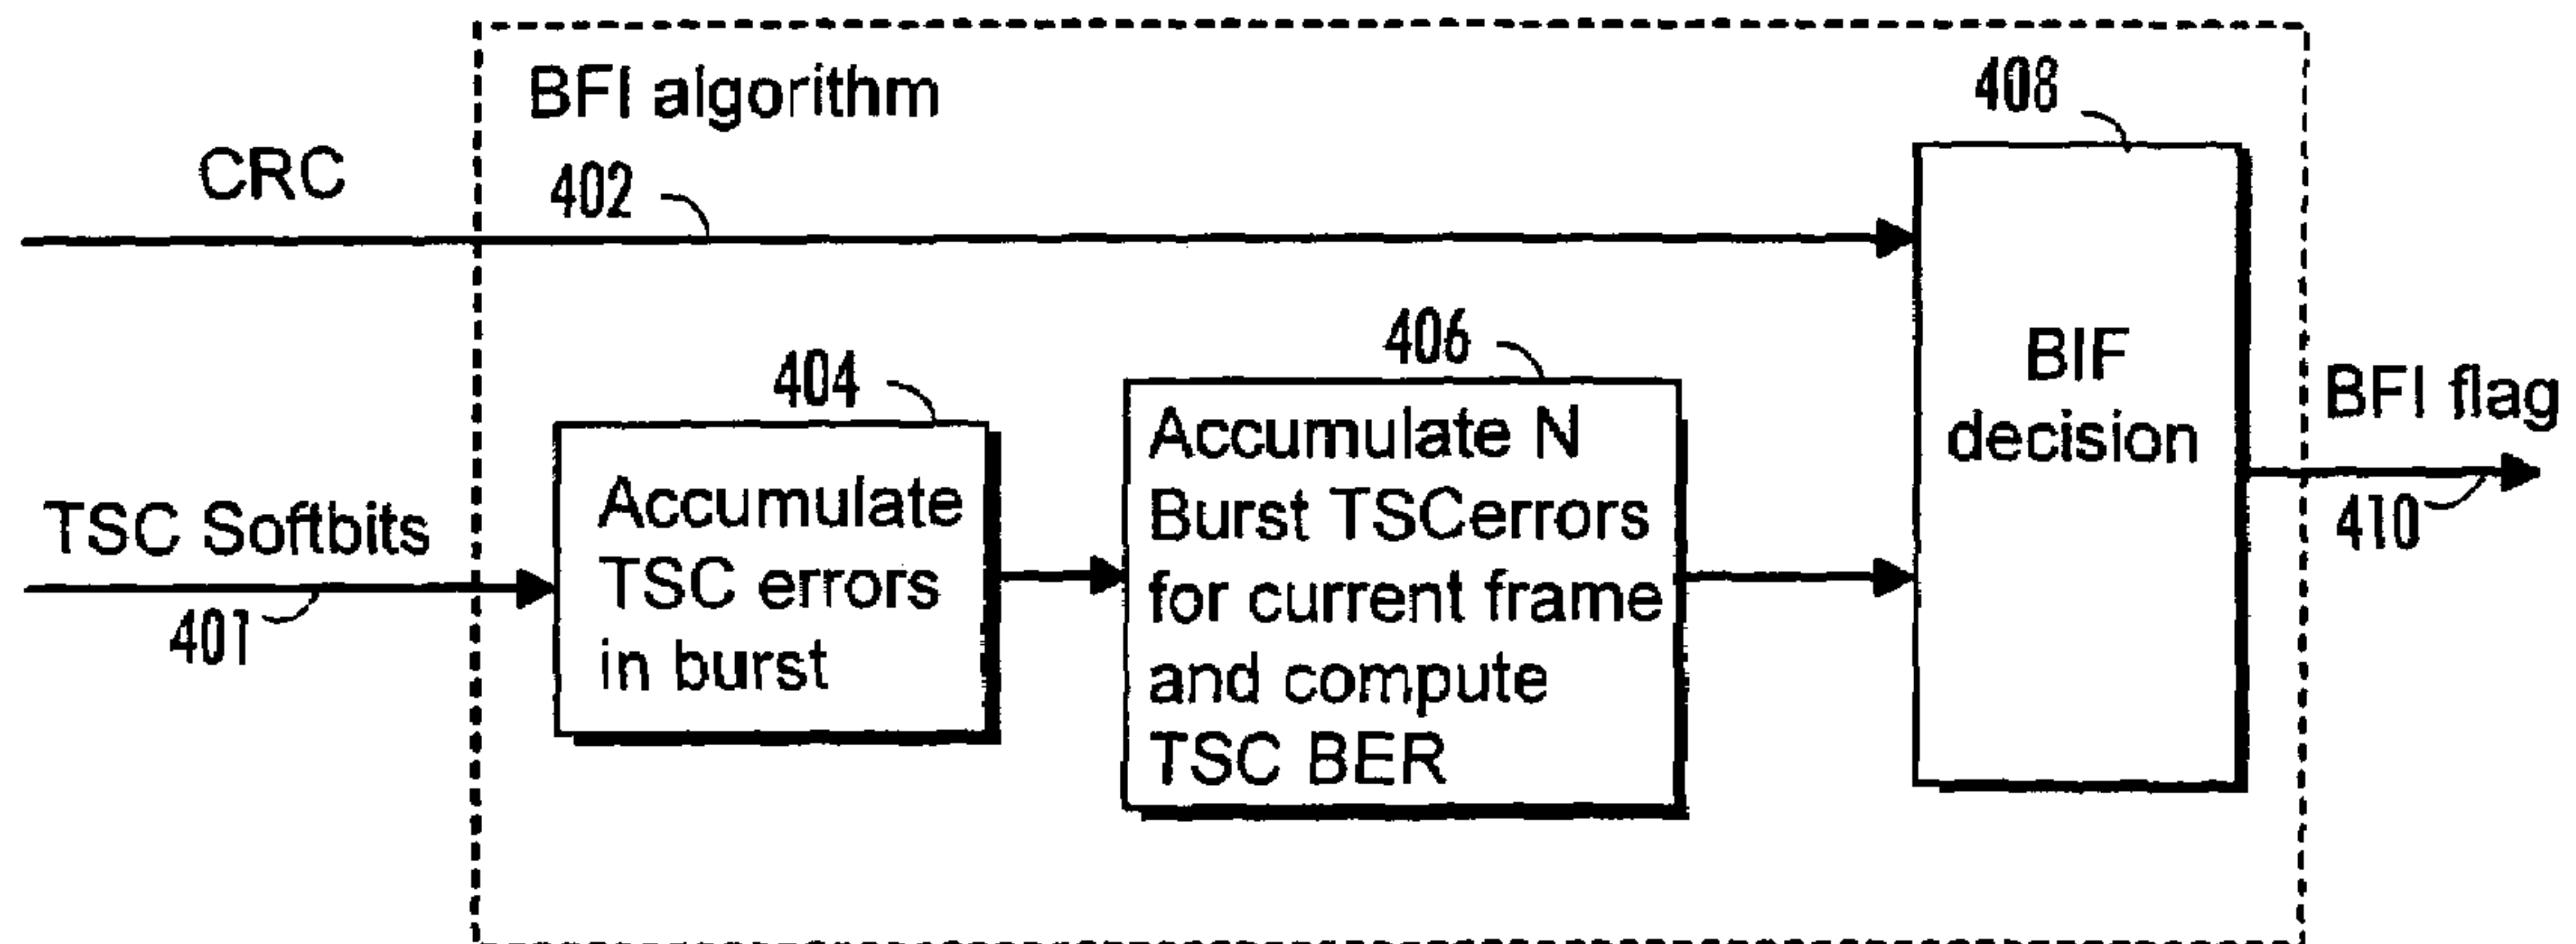 BFI algorithm
408
CRC
402
406
404
BIF
decision
BFI flag
410
Accumulate N
Burst TSCerrors
for current frame
and compute
TSC BER
Accumulate
TSC errors
in burst
TSC Softbits
401